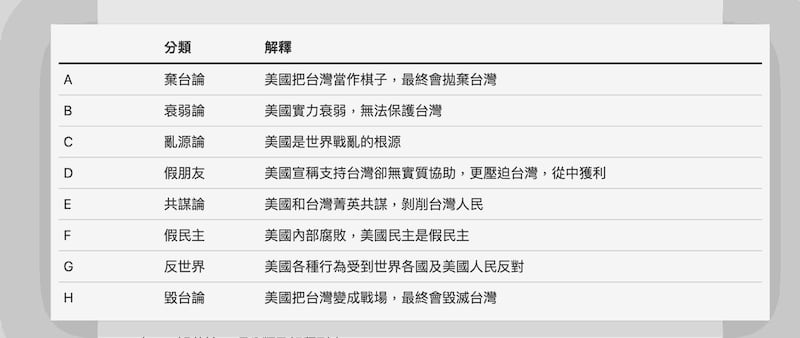 分類 解釋
A 棄台論 美國把台灣當作棋子，最終會拋棄台灣
B 衰弱論 美國實力衰弱，無法保護台灣
C 亂源論 美國是世界戰亂的根源
D 假朋友 美國宣稱支持台灣卻無實質協助，更壓迫台灣，從中獲利
E 共謀論 美國和台灣菁英共謀，剝削台灣人民
F 假民主 美國內部腐敗，美國民主是假民主
G 反世界 美國各種行為受到世界各國及美國人民反對
H 毀台論 美國把台灣變成戰場，最終會毀滅台灣